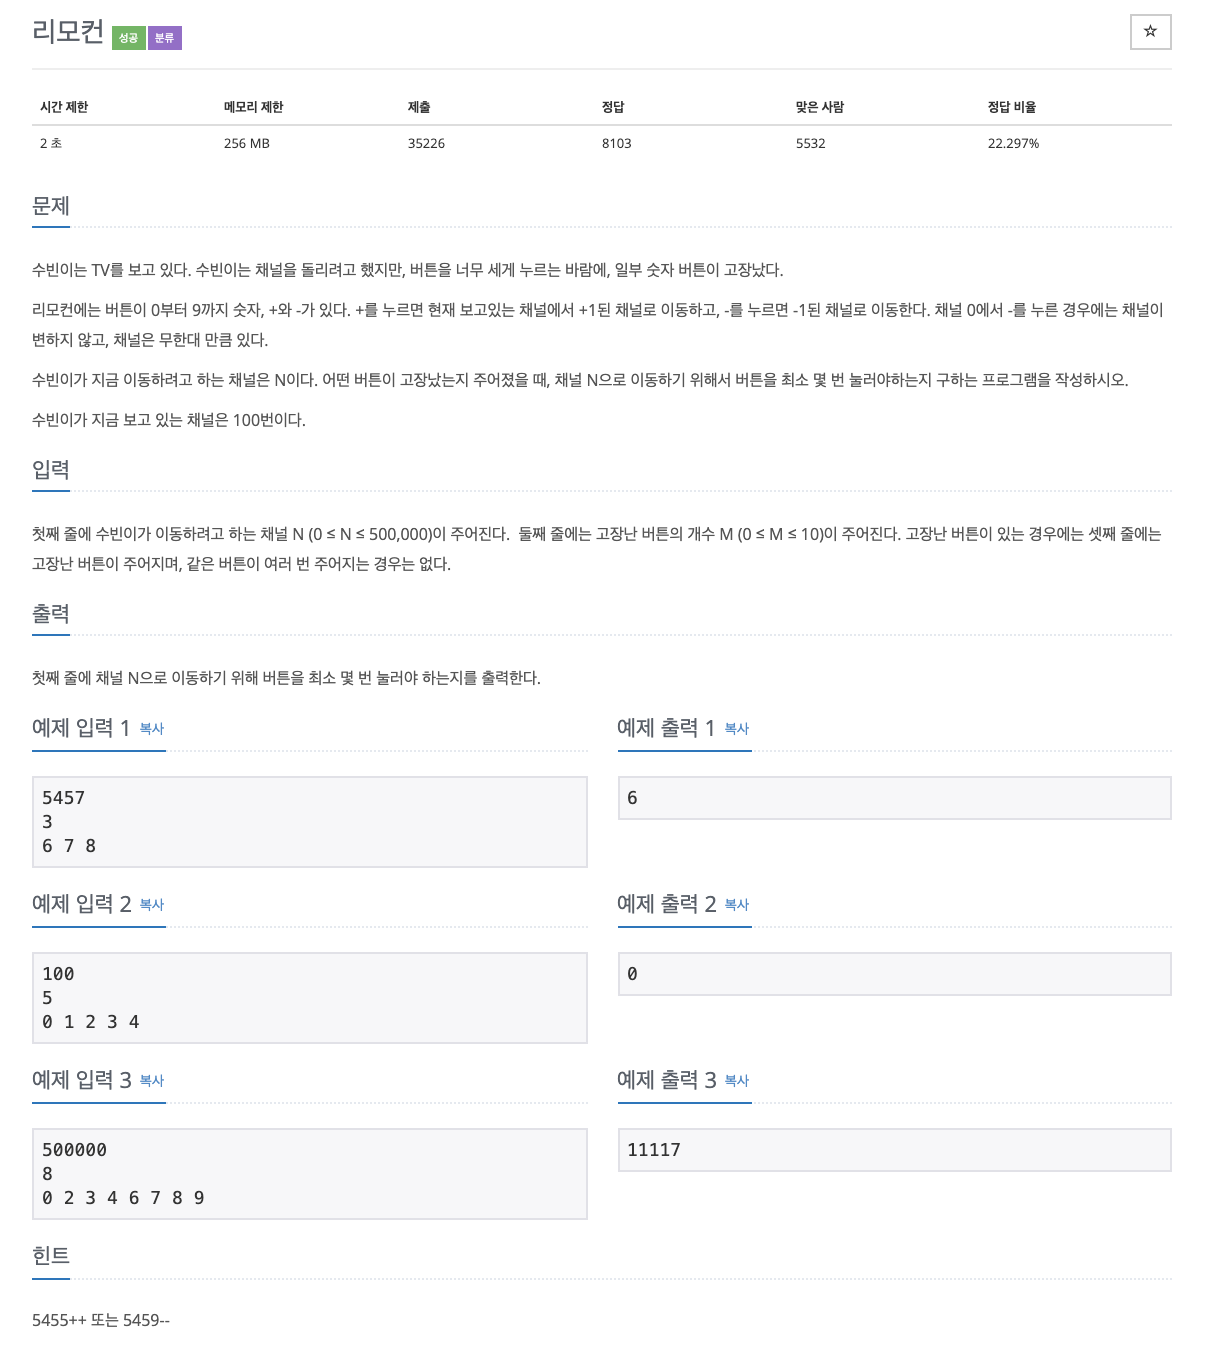 리모컨 성공 분류 ☆
시간 제한 메모리 제한 제출 정답 맞은 사람 정답 비율
2 초 256 MB 35226 8103 5532 22.297%
문제
수빈이는 TV를 보고 있다. 수빈이는 채널을 돌리려고 했지만, 버튼을 너무 세게 누르는 바람에, 일부 숫자 버튼이 고장났다.
리모컨에는 버튼이 0부터 9까지 숫자, +와 -가 있다. +를 누르면 현재 보고있는 채널에서 +1된 채널로 이동하고, -를 누르면 -1된 채널로 이동한다. 채널 0에서 -를 누른 경우에는 채널이
변하지 않고, 채널은 무한대 만큼 있다.
수빈이가 지금 이동하려고 하는 채널은 N이다. 어떤 버튼이 고장났는지 주어졌을 때, 채널 N으로 이동하기 위해서 버튼을 최소 몇 번 눌러야하는지 구하는 프로그램을 작성하시오.
수빈이가 지금 보고 있는 채널은 100번이다.
입력
첫째 줄에 수빈이가 이동하려고 하는 채널 N (0 ≤ N ≤ 500,000)이 주어진다.  둘째 줄에는 고장난 버튼의 개수 M (0 ≤ M ≤ 10)이 주어진다. 고장난 버튼이 있는 경우에는 셋째 줄에는
고장난 버튼이 주어지며, 같은 버튼이 여러 번 주어지는 경우는 없다.
출력
첫째 줄에 채널 N으로 이동하기 위해 버튼을 최소 몇 번 눌러야 하는지를 출력한다.
예제 입력 1 복사
5457
3
6 7 8
예제 출력 1 복사
6
예제 입력 2 복사
100
5
0 1 2 3 4
예제 출력 2 복사
0
예제 입력 3 복사
500000
8
0 2 3 4 6 7 8 9
예제 출력 3 복사
11117
힌트
5455++ 또는 5459--